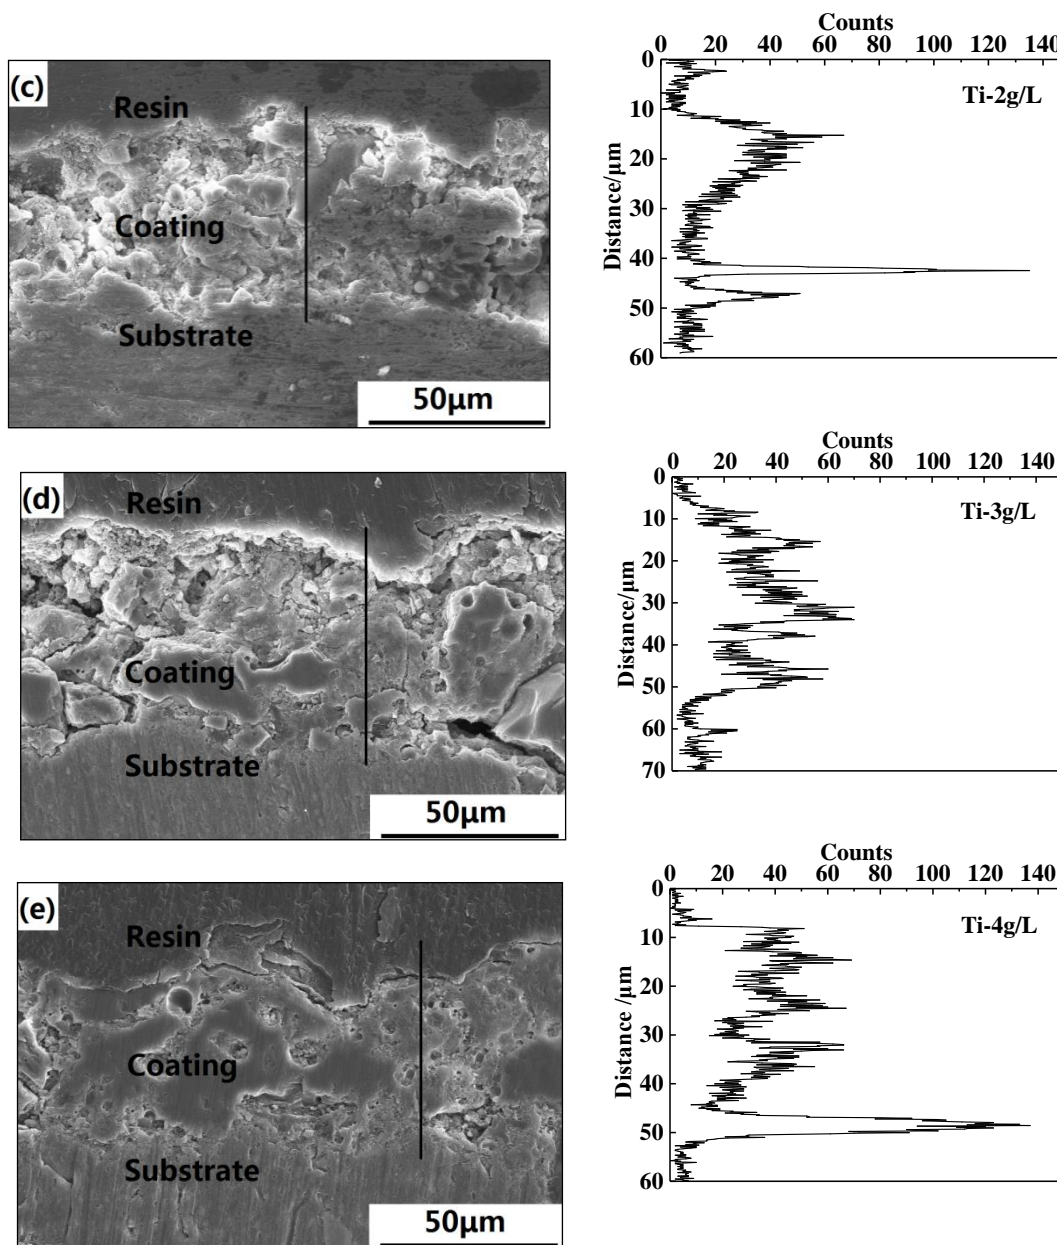 (c)
Resin
Coating
Substrate
50μm
Counts
0 20 40 60 80 100 120 140
Ti-2g/L
Distance/μm
0
10
20
30
40
50
60
(d)
Resin
Coating
Substrate
50μm
Counts
0 20 40 60 80 100 120 140
Ti-3g/L
Distance/μm
0
10
20
30
40
50
60
70
(e)
Resin
Coating
Substrate
50μm
Counts
0 20 40 60 80 100 120 140
Ti-4g/L
Distance /μm
0
10
20
30
40
50
60